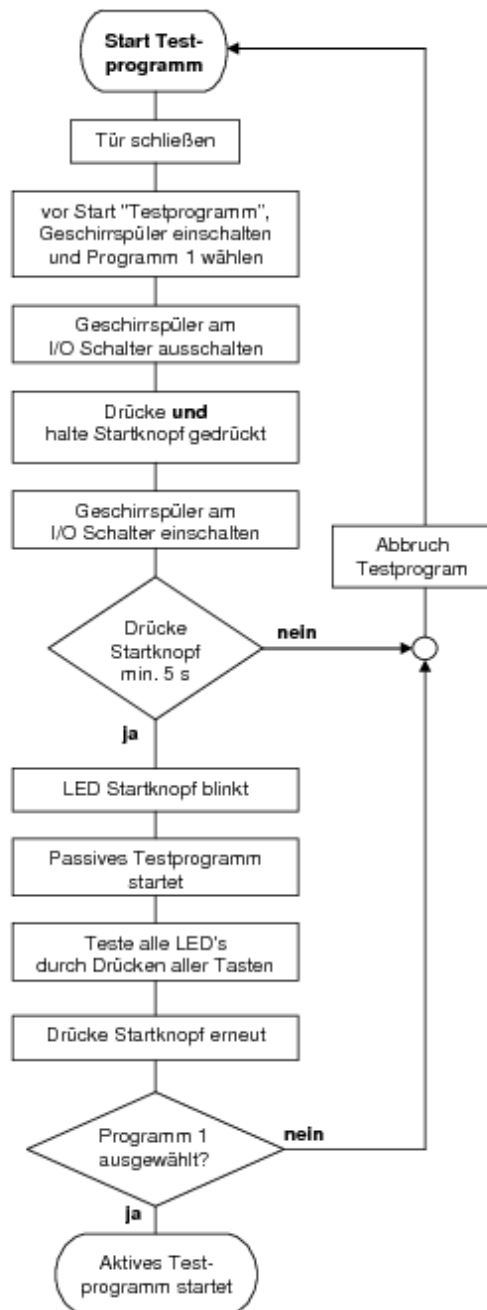 Start Test-
programm
Tür schließen
vor Start "Testprogramm",
Geschirrspüler einschalten
und Programm 1 wählen
Geschirrspüler am
I/O Schalter ausschalten
Drücke und
halte Startknopf gedrückt
Geschirrspüler am
I/O Schalter einschalten
Abbruch
Testprogram
Drücke
Startknopf
min. 5 s
nein
ja
LED Startknopf blinkt
Passives Testprogramm
startet
Teste alle LED's
durch Drücken aller Tasten
Drücke Startknopf erneut
Programm 1
ausgewählt?
nein
ja
Aktives Test-
programm startet